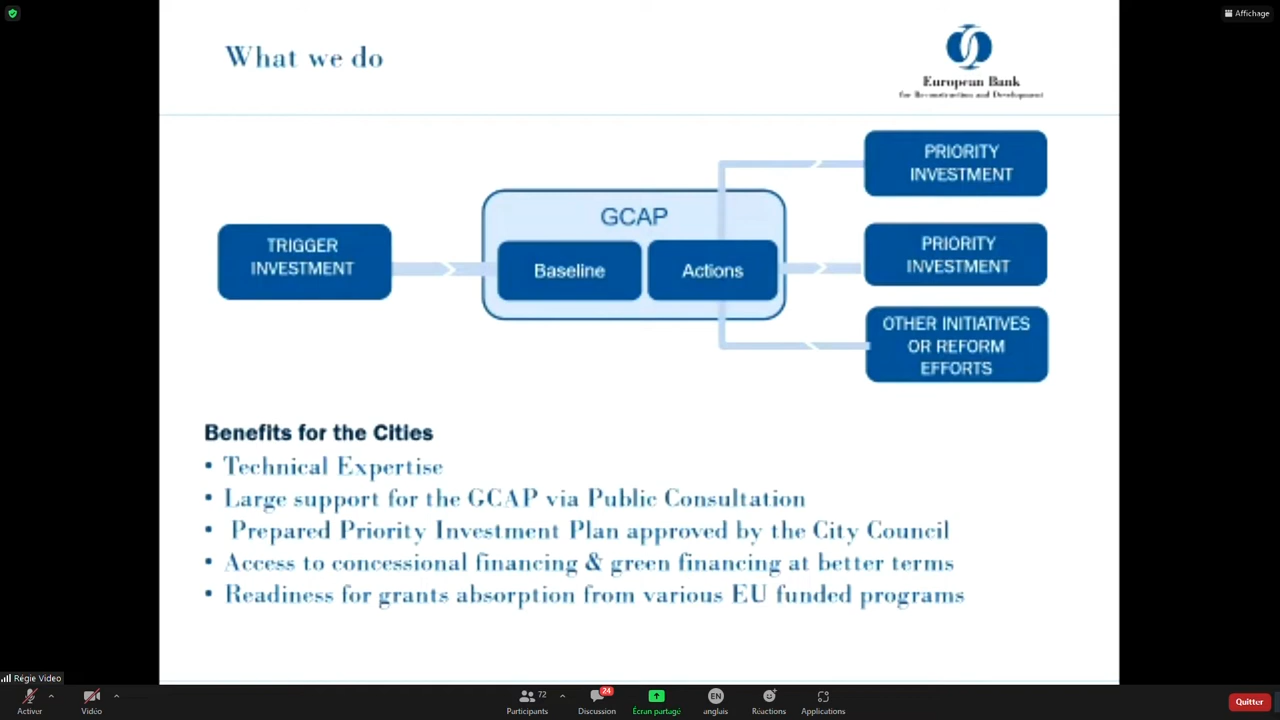 Affichage
What we do
European Bank
for Reconstruction and Development
PRIORITY
INVESTMENT
GCAP
TRIGGER
INVESTMENT
Baseline
Actions
PRIORITY
INVESTMENT
OTHER INITIATIVES
OR REFORM
EFFORTS
Benefits for the Cities
• Technical Expertise
• Large support for the GCAP via Public Consultation
• Prepared Priority Investment Plan approved by the City Council
• Access to concessional financing & green financing at better terms
• Readiness for grants absorption from various EU funded programs
Régie Video
Activer
Vidéo
72
Participants
24
Discussion
Écran partagé
EN
anglais
Réactions
Applications
Quitter